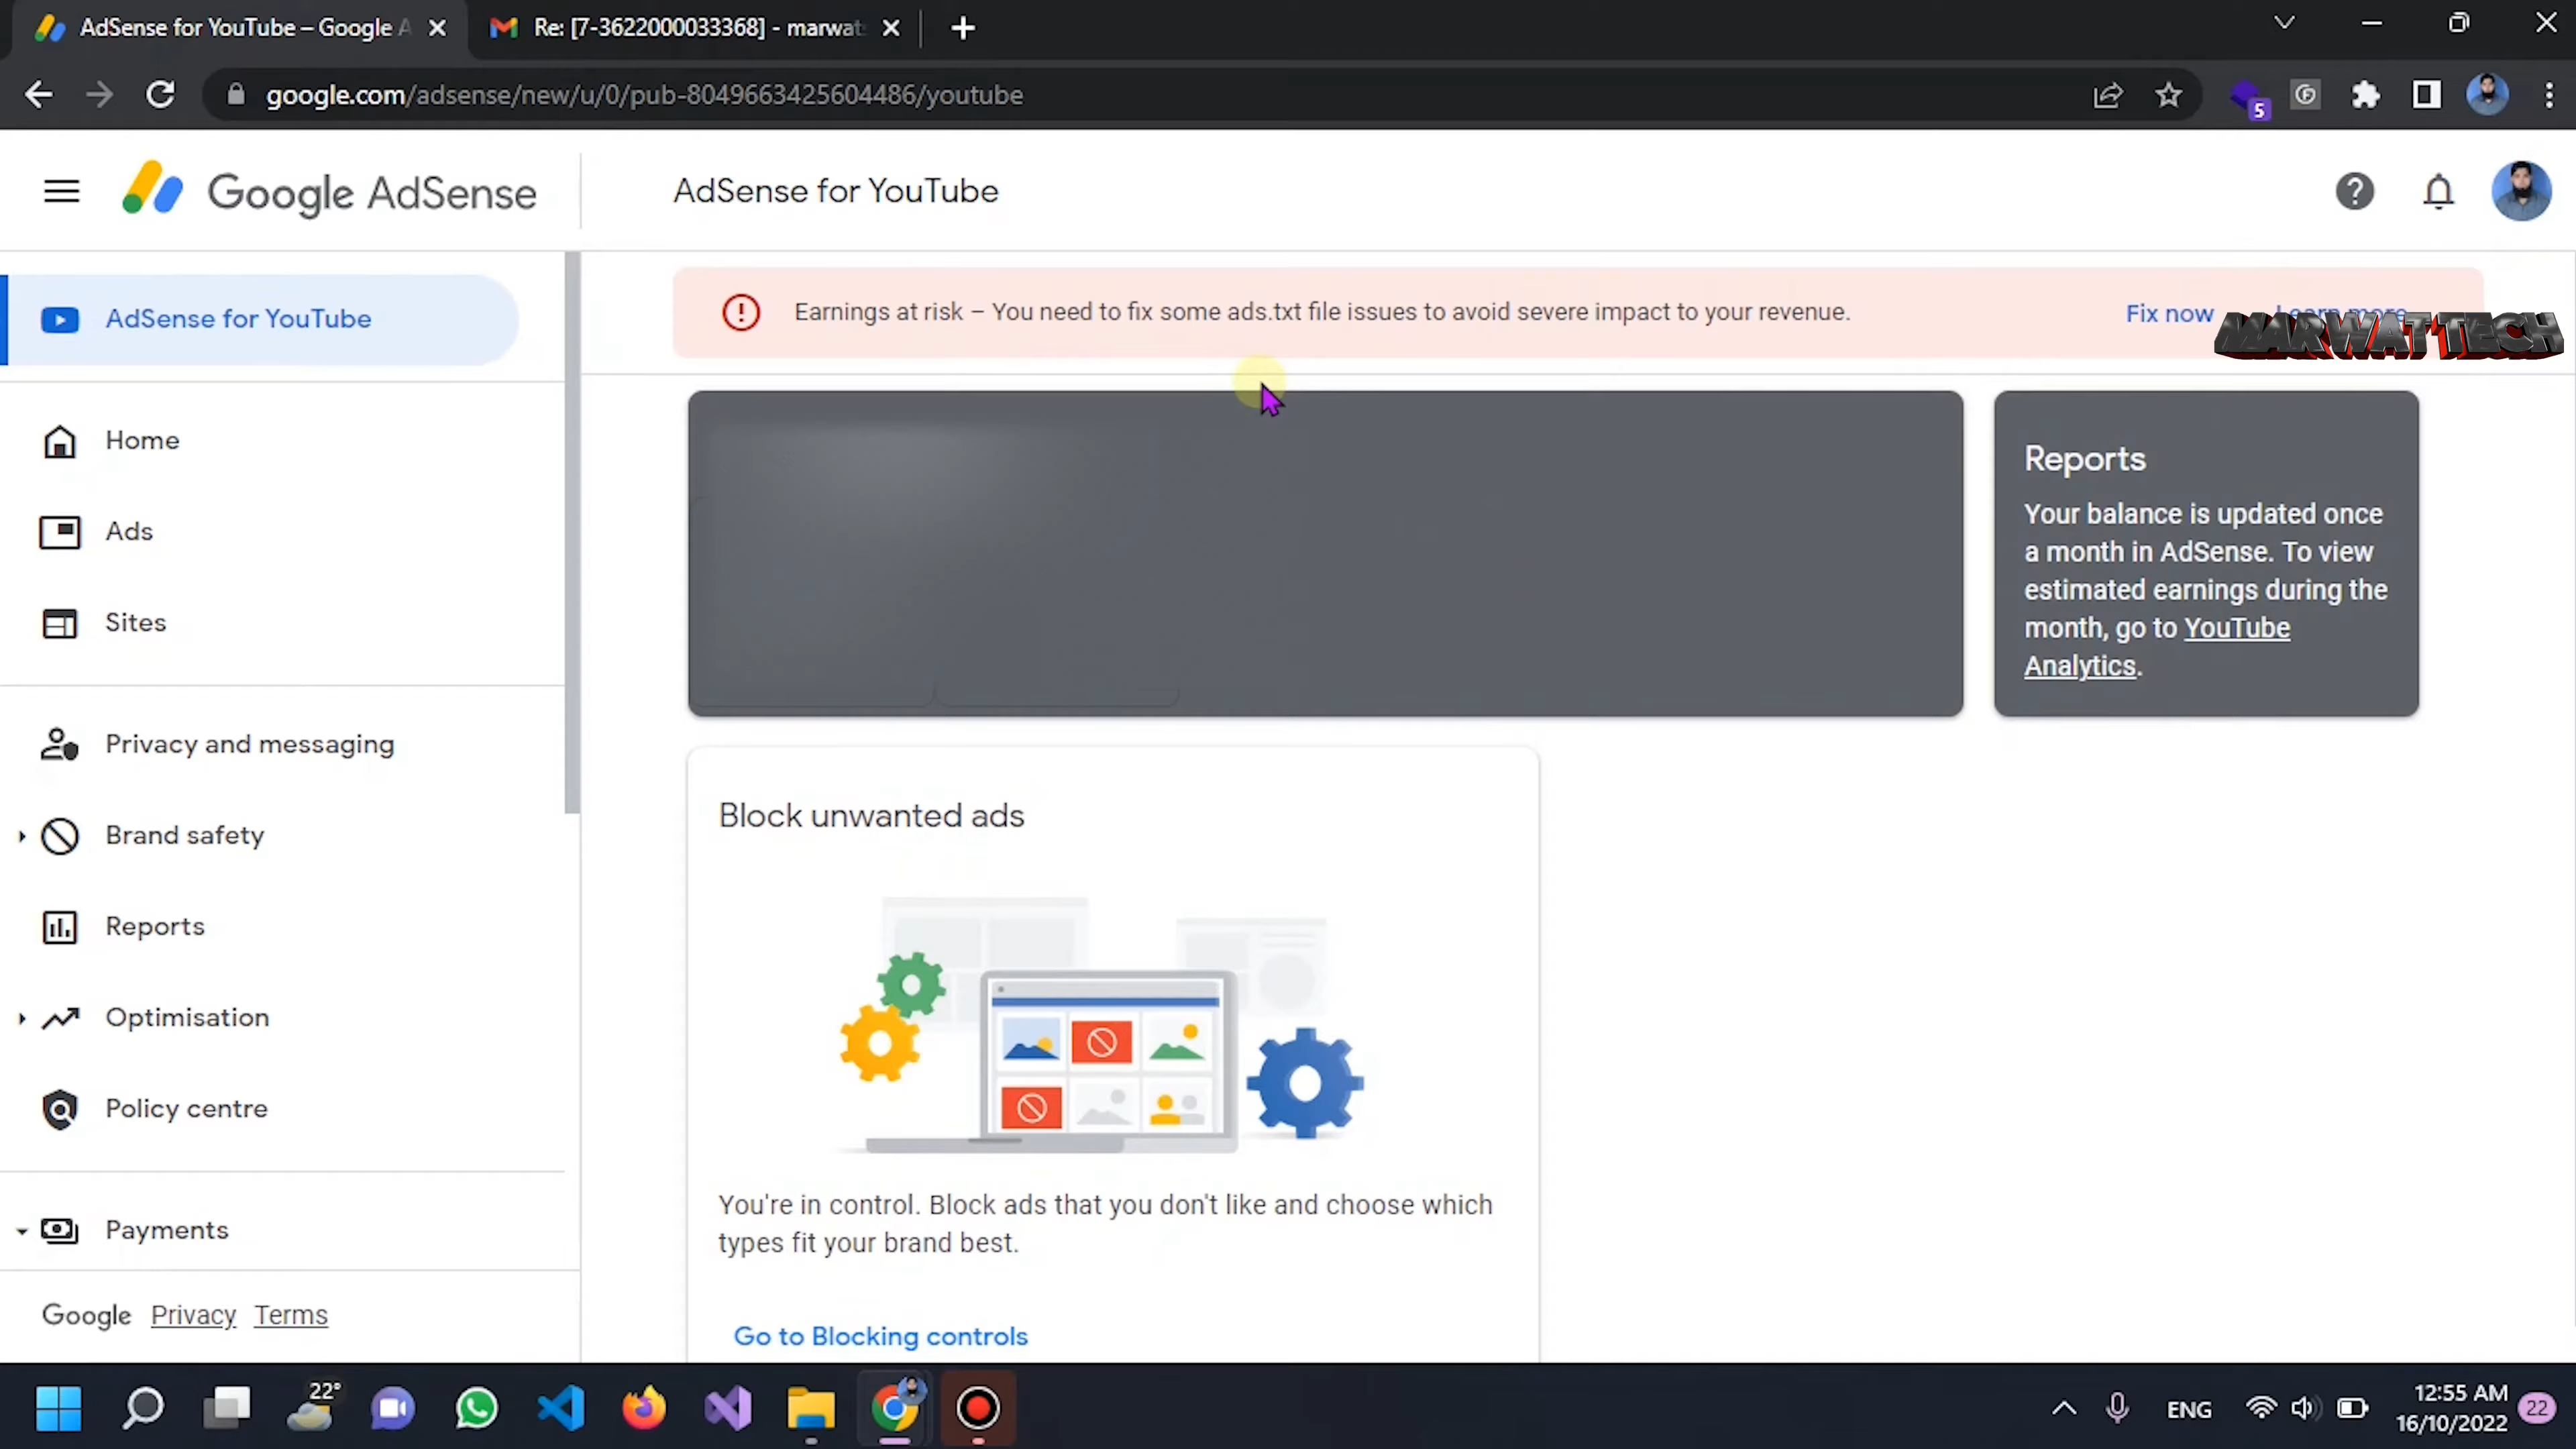 AdSense for YouTube – Google A
Re: [7-3622000033368] - marwat
google.com/adsense/new/u/0/pub-8049663425604486/youtube
5
Google AdSense
AdSense for YouTube
AdSense for YouTube
Earnings at risk – You need to fix some ads.txt file issues to avoid severe impact to your revenue.
Fix now
Learn more
MARWAT TECH
Home
Ads
Sites
Privacy and messaging
Brand safety
Reports
Optimisation
Policy centre
Payments
Google Privacy Terms
Reports
Your balance is updated once
a month in AdSense. To view
estimated earnings during the
month, go to YouTube
Analytics.
Block unwanted ads
You're in control. Block ads that you don't like and choose which
types fit your brand best.
Go to Blocking controls
22°
ENG
12:55 AM
16/10/2022
22